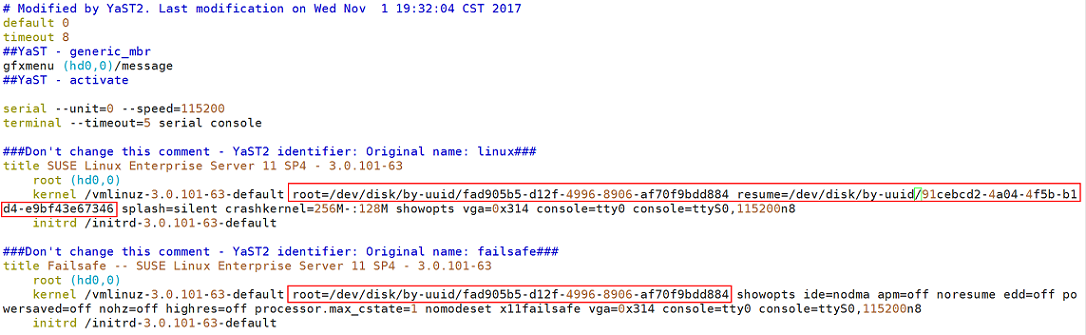 # Modified by YaST2. Last modification on Wed Nov  1 19:32:04 CST 2017
default 0
timeout 8
##YaST - generic_mbr
gfxmenu (hd0,0)/message
##YaST - activate
serial --unit=0 --speed=115200
terminal --timeout=5 serial console
###Don't change this comment - YaST2 identifier: Original name: linux###
title SUSE Linux Enterprise Server 11 SP4 - 3.0.101-63
    root (hd0,0)
    kernel /vmlinuz-3.0.101-63-default root=/dev/disk/by-uuid/fad905b5-d12f-4996-8906-af70f9bdd884 resume=/dev/disk/by-uuid/91cebcd2-4a04-4f5b-b1
d4-e9bf43e67346 splash=silent crashkernel=256M-:128M showopts vga=0x314 console=tty0 console=ttyS0,115200n8
    initrd /initrd-3.0.101-63-default
###Don't change this comment - YaST2 identifier: Original name: failsafe###
title Failsafe -- SUSE Linux Enterprise Server 11 SP4 - 3.0.101-63
    root (hd0,0)
    kernel /vmlinuz-3.0.101-63-default root=/dev/disk/by-uuid/fad905b5-d12f-4996-8906-af70f9bdd884 showopts ide=nodma apm=off noresume edd=off po
wersaved=off nohz=off highres=off processor.max_cstate=1 nomodeset x11failsafe vga=0x314 console=tty0 console=ttyS0,115200n8
    initrd /initrd-3.0.101-63-default